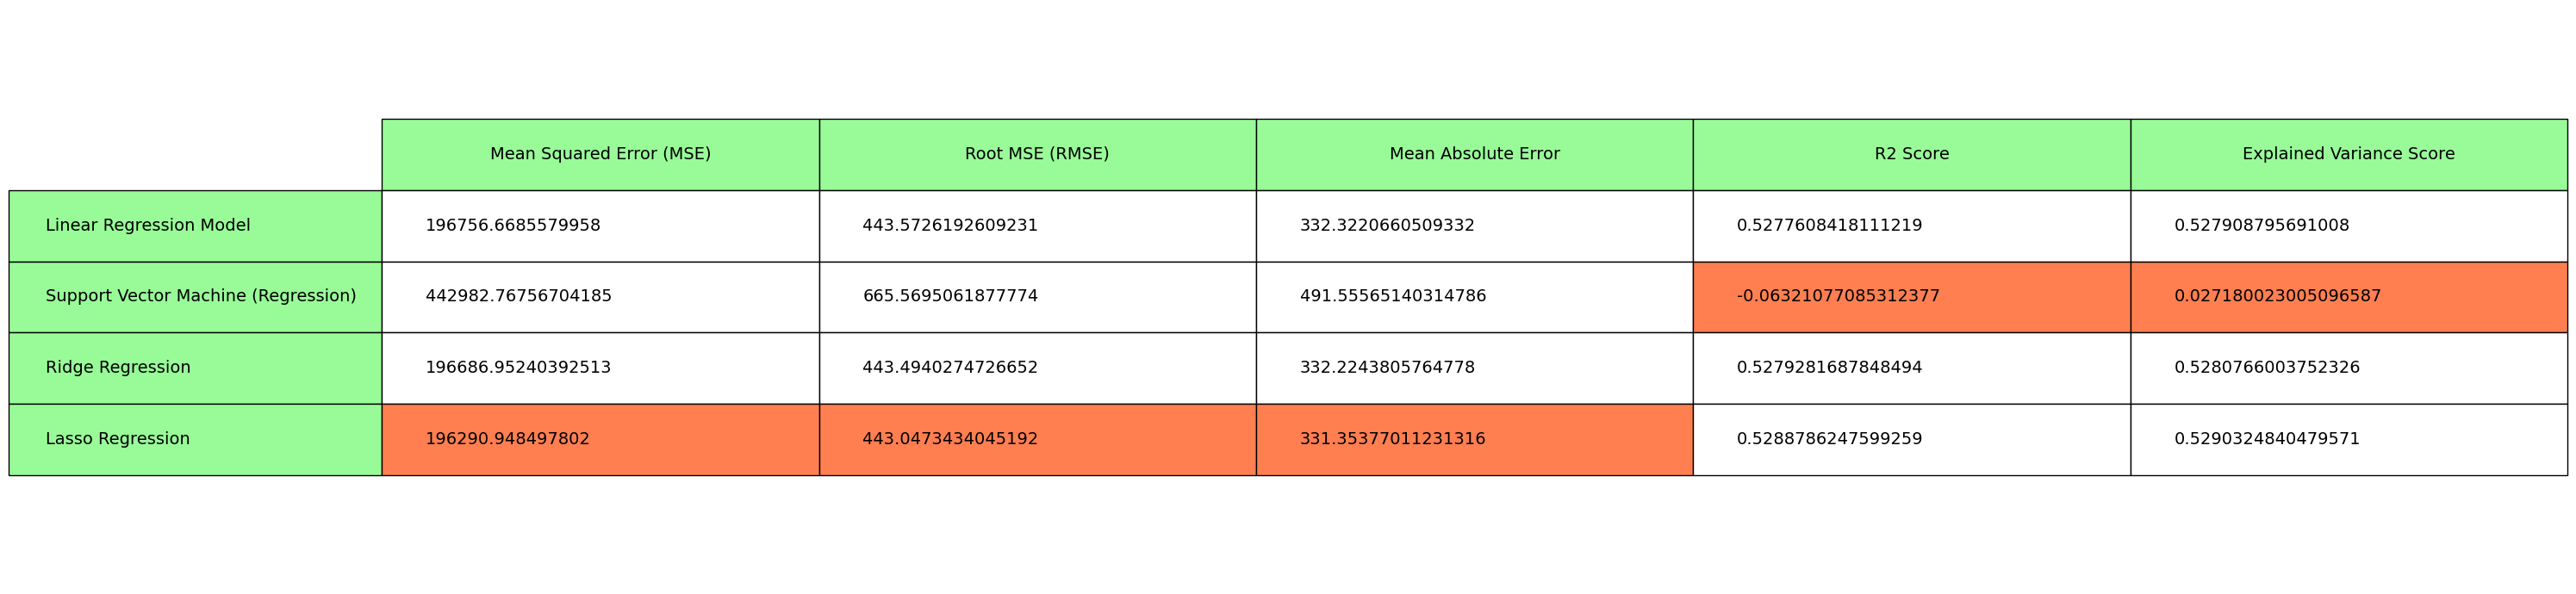 Mean Squared Error (MSE) Root MSE (RMSE) Mean Absolute Error R2 Score Explained Variance Score
Linear Regression Model 196756.6685579958 443.5726192609231 332.3220660509332 0.5277608418111219 0.527908795691008
Support Vector Machine (Regression) 442982.76756704185 665.5695061877774 491.55565140314786 -0.06321077085312377 0.027180023005096587
Ridge Regression 196686.95240392513 443.4940274726652 332.2243805764778 0.5279281687848494 0.5280766003752326
Lasso Regression 196290.948497802 443.0473434045192 331.35377011231316 0.5288786247599259 0.5290324840479571